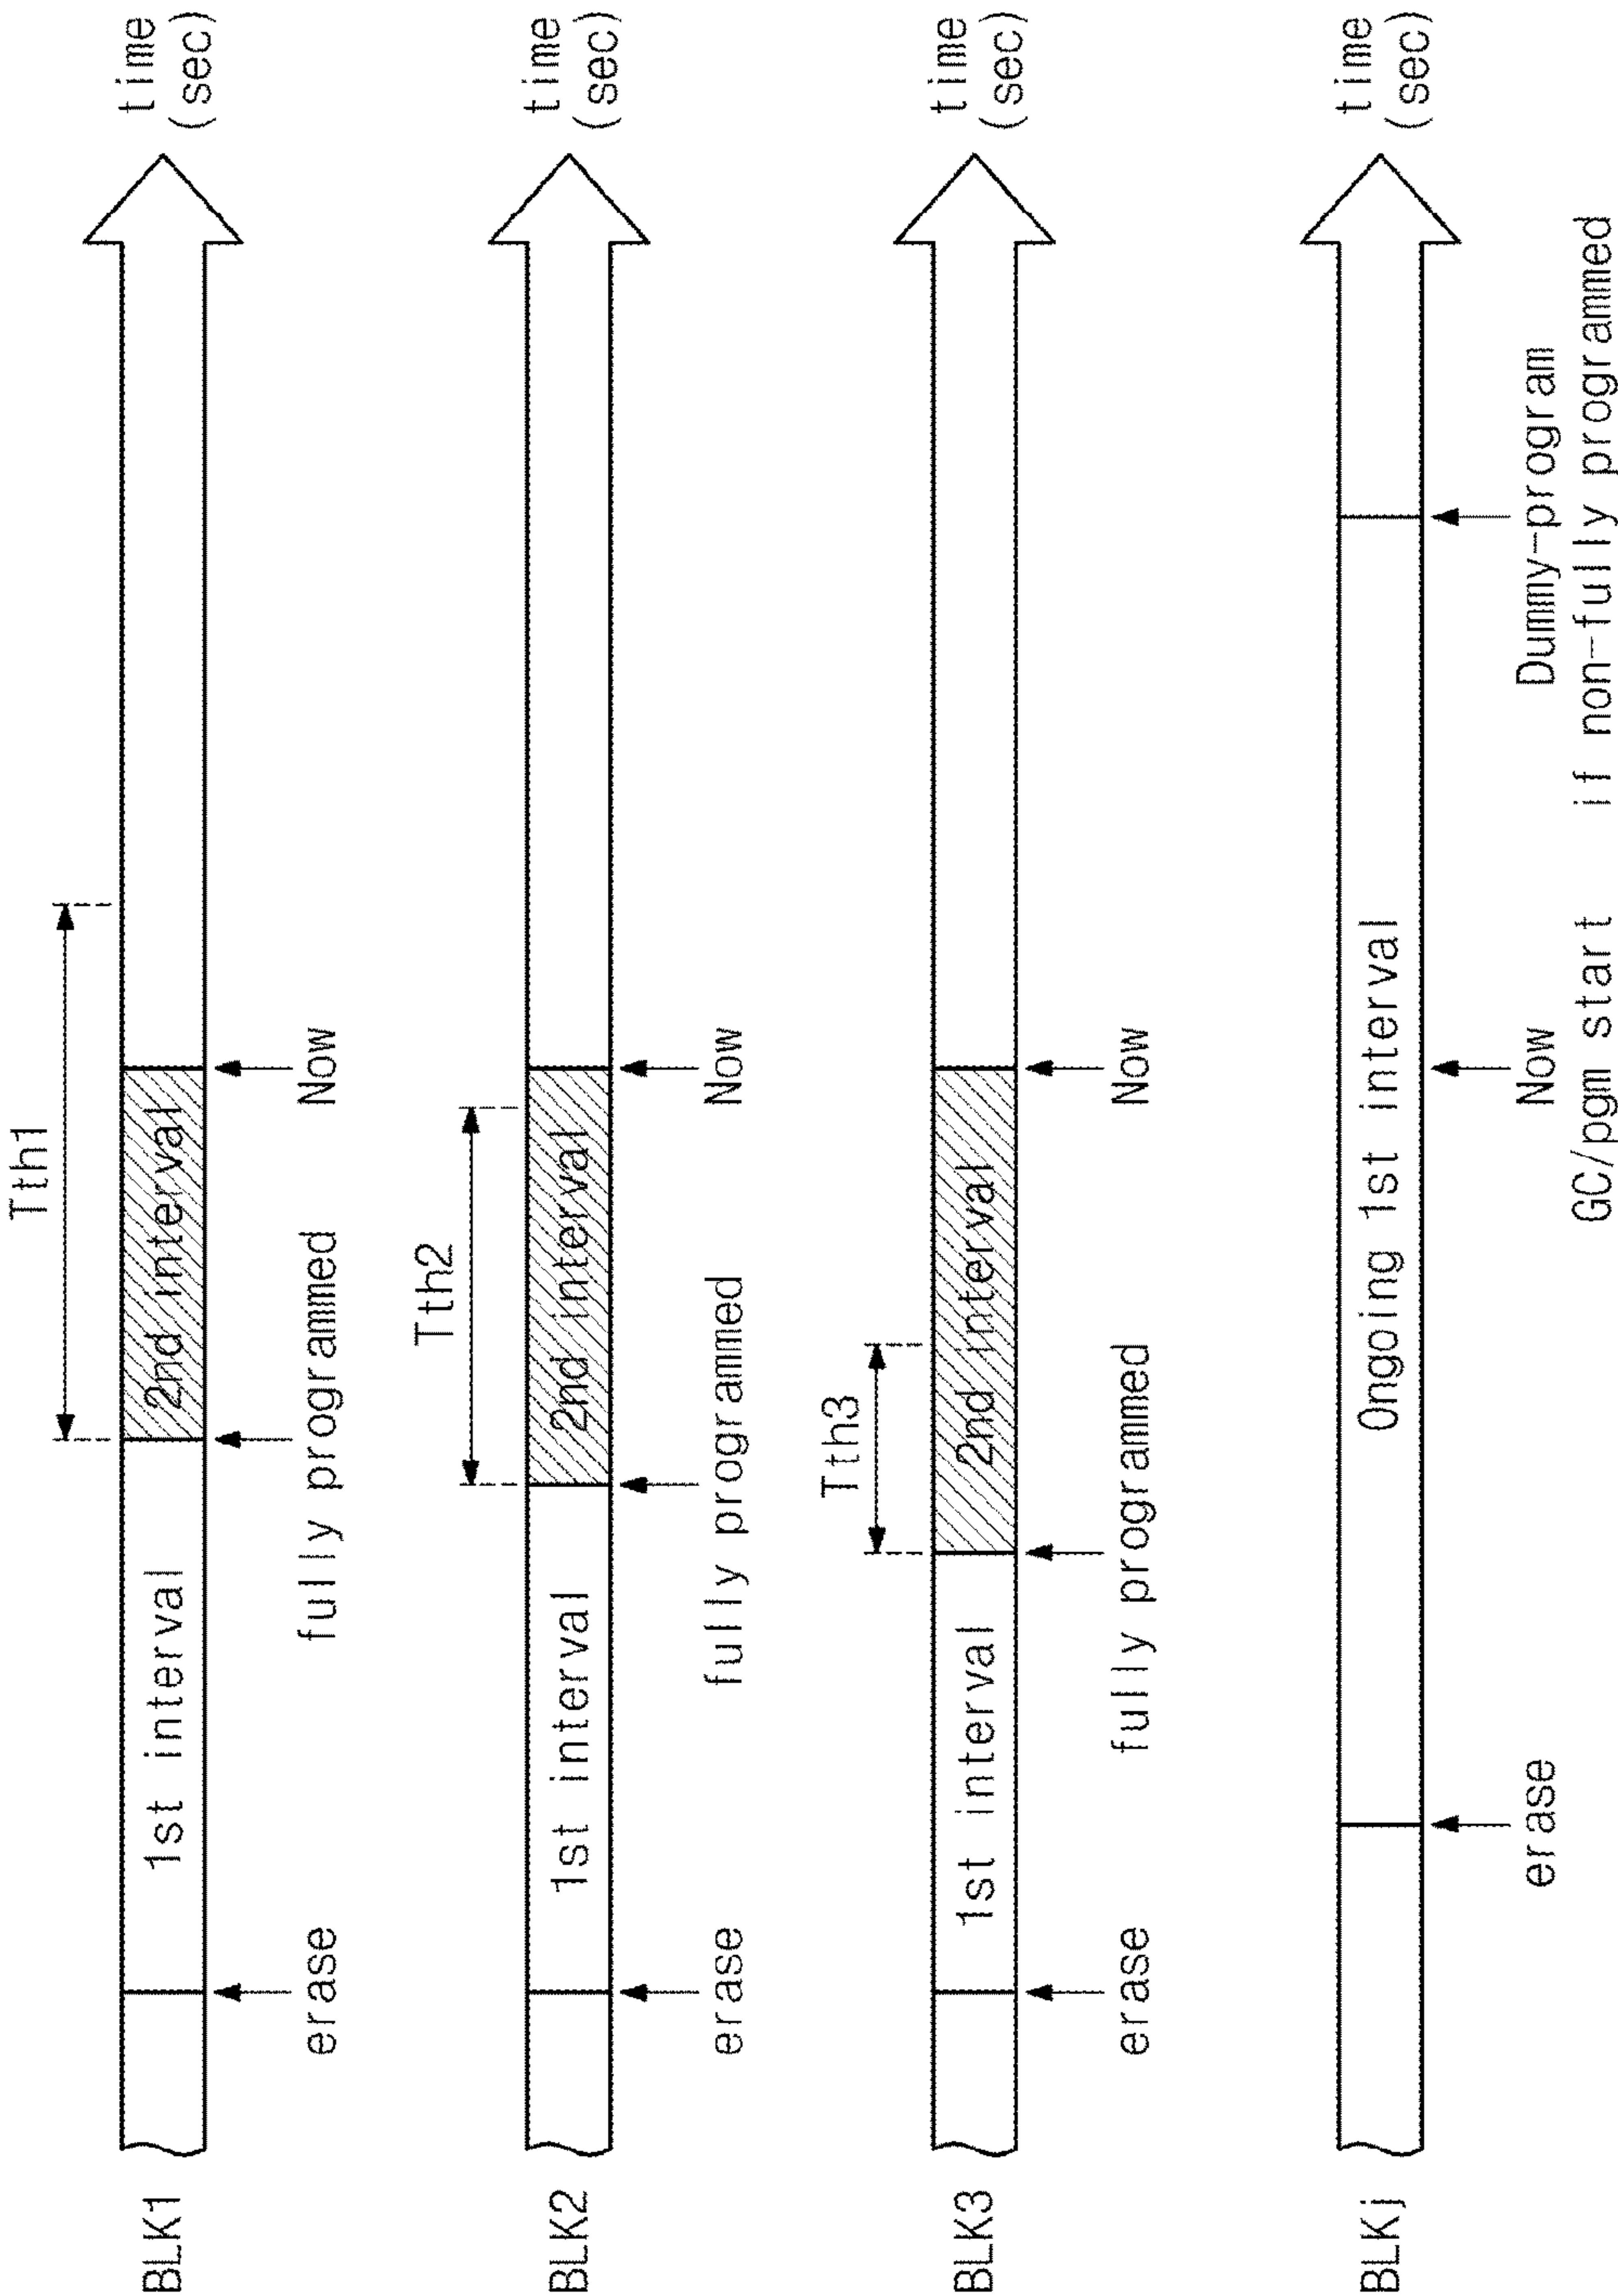 Tth1
BLK1
1st interval
2nd interval
time
(sec)
erase
fully programmed
Now
Tth2
BLK2
1st interval
2nd interval
time
(sec)
erase
fully programmed
Now
Tth3
BLK3
1st interval
2nd interval
time
(sec)
erase
fully programmed
Now
BLKj
Ongoing 1st interval
time
(sec)
erase
Now
Dummy-program
GC/pgm start
if non-fully programmed